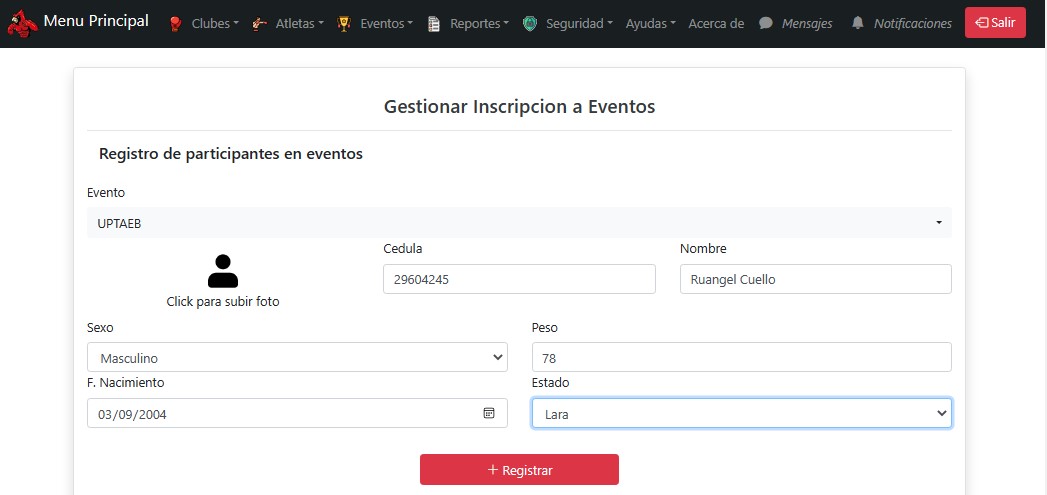 Menu Principal Clubes Atletas Eventos Reportes Seguridad Ayudas Acerca de Mensajes Notificaciones Salir
Gestionar Inscripcion a Eventos
Registro de participantes en eventos
Evento
UPTAEB
Cedula Nombre
29604245 Ruangel Cuello
Click para subir foto
Sexo Peso
Masculino 78
F. Nacimiento Estado
03/09/2004 Lara
+ Registrar